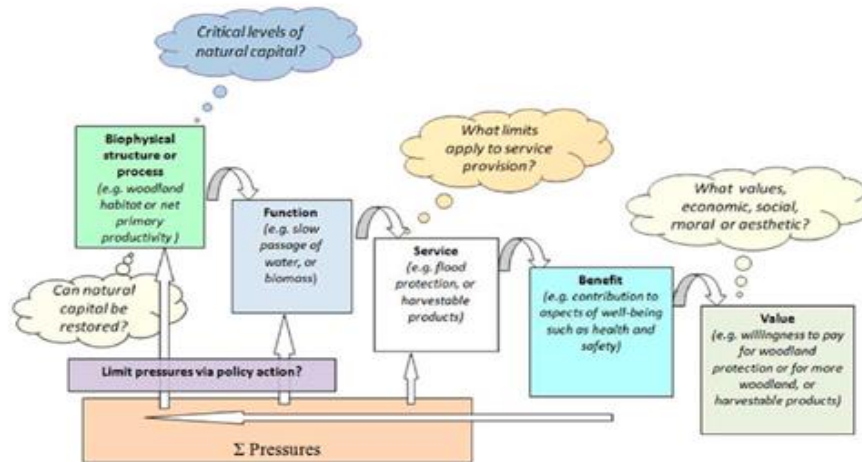 Critical levels of
natural capital?
Biophysical
structure or
process
(e.g. woodland
habitat or net
primary
productivity )
What limits
apply to service
provision?
Function
(e.g. slow
passage of
water, or
biomass)
What values,
economic, social,
moral or aesthetic?
Service
(e.g. flood
protection, or
harvestable
products)
Benefit
(e.g. contribution to
aspects of well-being
such as health and
safety)
Can natural
capital be
restored?
Value
(e.g. willingness to pay
for woodland
protection or for more
woodland, or
harvestable products)
Limit pressures via policy action?
Σ Pressures